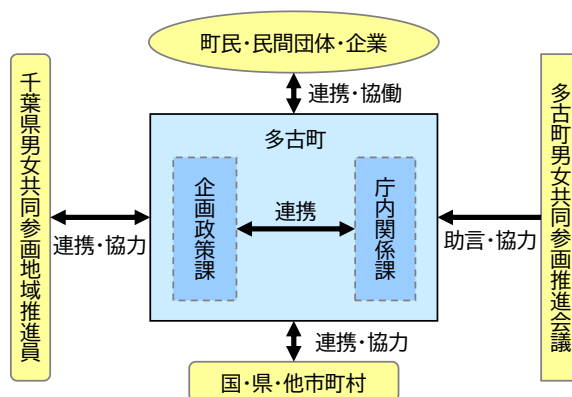 町民・民間団体・企業
連携・協働
千葉県男女共同参画地域推進員
多古町
多古町男女共同参画推進会議
企画政策課
連携
庁内関係課
連携・協力
助言・協力
連携・協力
国・県・他市町村